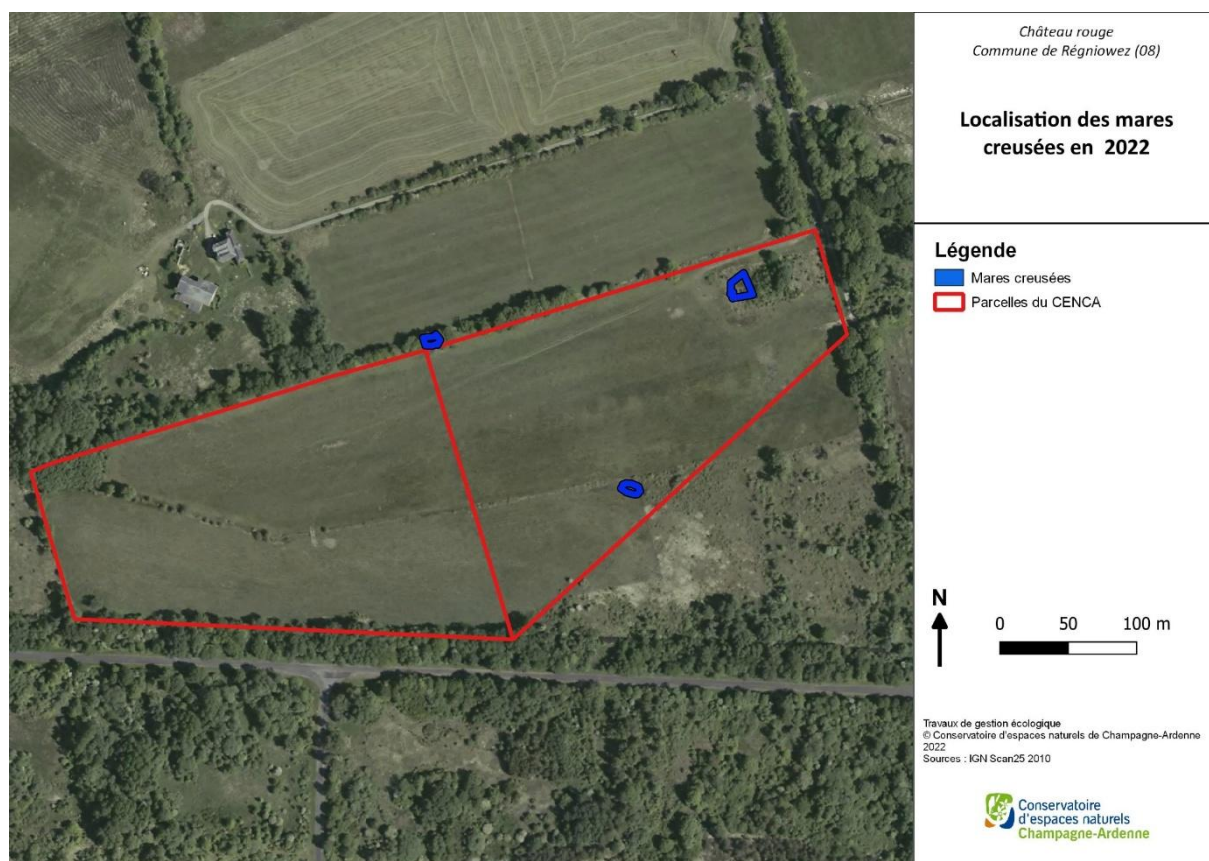 Château rouge
Commune de Régniowez (08)
Localisation des mares
creusées en 2022
Légende
Mares creusées
Parcelles du CENCA
N
0 50 100 m
Travaux de gestion écologique
© Conservatoire d'espaces naturels de Champagne-Ardenne
2022
Sources : IGN Scan25 2010
Conservatoire
d'espaces naturels
Champagne-Ardenne